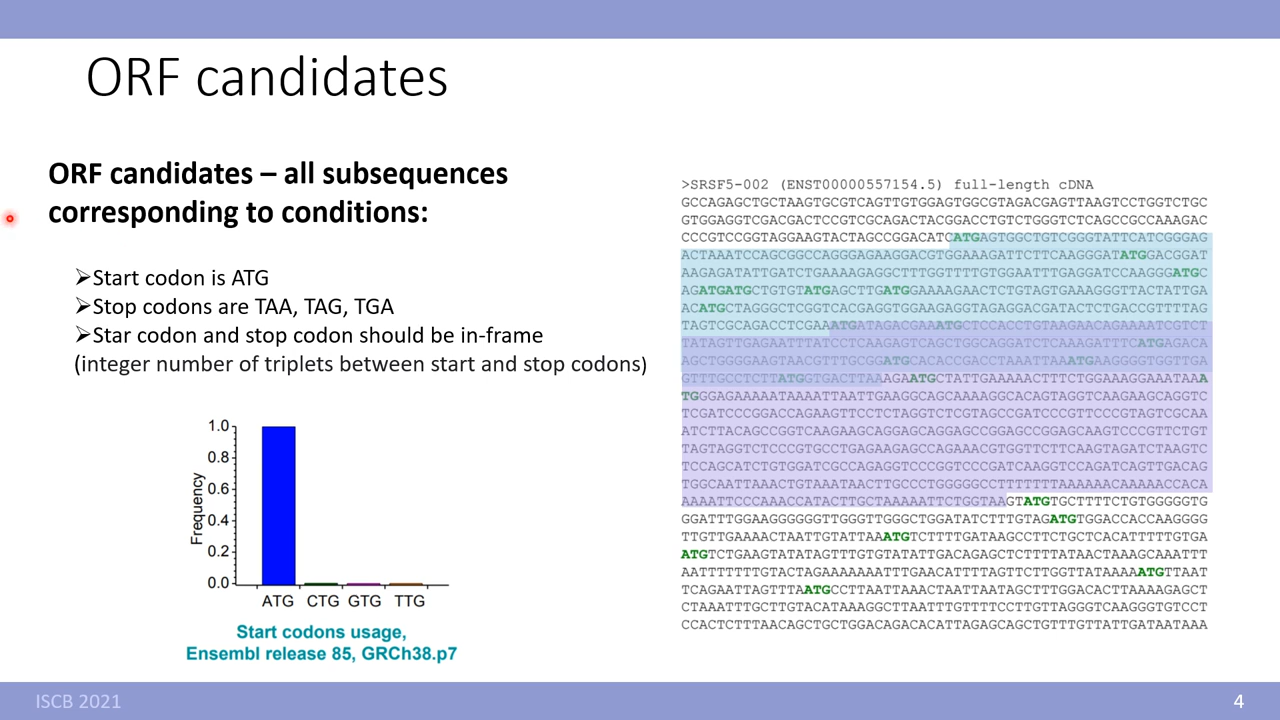 ORF candidates
ORF candidates – all subsequences
corresponding to conditions:
➢Start codon is ATG
➢Stop codons are TAA, TAG, TGA
➢Star codon and stop codon should be in-frame
(integer number of triplets between start and stop codons)
Frequency
1.0
0.8
0.6
0.4
0.2
0.0
ATG CTG GTG TTG
Start codons usage,
Ensembl release 85, GRCh38.p7
>SRSF5-002 (ENST00000557154.5) full-length cDNA
GCCAGAGCTGCTAAGTGCGTCAGTTGTGGAGTGGCGTAGACGAGTTAAGTCCTGGTCTGC
GTGGAGGTCGACGACTCCGTCGCAGACTACGGACCTGTCTGGGTCTCAGCCGCCAAAGAC
CCCGTCCGGTAGGAAGTACTAGCCGGACATCATGAGTGGCTGTCGGGTATTCATCGGGAG
ACTAAATCCAGCGGCCAGGGAGAAGGACGTGGAAAGATTCTTCAAGGGATATGGACGGAT
AAGAGATATTGATCTGAAAAGAGGCTTTGGTTTTGTGGAATTTGAGGATCCAAGGGATGC
AGATGATGCTGTGTATGAGCTTGATGGAAAAGAACTCTGTAGTGAAAGGGTTACTATTGA
ACATGCTAGGGCTCGGTCACGAGGTGGAAGAGGTAGAGGACGATACTCTGACCGTTTTAG
TAGTCGCAGACCTCGAAATGATAGACGAAATGCTCCACCTGTAAGAACAGAAAATCGTCT
TATAGTTGAGAATTTATCCTCAAGAGTCAGCTGGCAGGATCTCAAAGATTTCATGAGACA
AGCTGGGGAAGTAACGTTTGCGGATGCACACCGACCTAAATTAAATGAAGGGGTGGTTGA
GTTTGCCTCTTATGGTGACTTAAAGAATGCTATTGAAAAACTTTCTGGAAAGGAAATAAA
TGGGAGAAAAATAAAATTAATTGAAGGCAGCAAAAGGCACAGTAGGTCAAGAAGCAGGTC
TCGATCCCGGACCAGAAGTTCCTCTAGGTCTCGTAGCCGATCCCGTTCCCGTAGTCGCAA
ATCTTACAGCCGGTCAAGAAGCAGGAGCAGGAGCCGGAGCCGGAGCAAGTCCCGTTCTGT
TAGTAGGTCTCCCGTGCCTGAGAAGAGCCAGAAACGTGGTTCTTCAAGTAGATCTAAGTC
TCCAGCATCTGTGGATCGCCAGAGGTCCCGGTCCCGATCAAGGTCCAGATCAGTTGACAG
TGGCAATTAAACTGTAAATAACTTGCCCTGGGGGCCTTTTTTTAAAAAACAAAAACCACA
AAAATTCCCAAACCATACTTGCTAAAAATTCTGGTAAGTATGTGCTTTTCTGTGGGGGTG
GGATTTGGAAGGGGGGTTGGGTTGGGCTGGATATCTTTGTAGATGTGGACCACCAAGGGG
TTGTTGAAAACTAATTGTATTAAATGTCTTTTGATAAGCCTTCTGCTCACATTTTTGTGA
ATGTCTGAAGTATATAGTTTGTGTATATTGACAGAGCTCTTTTATAACTAAAGCAAATTT
AATTTTTTTGTACTAGAAAAAAATTTGAACATTTTAGTTCTTGGTTATAAAAATGTTAAT
TCAGAATTAGTTTAATGCCTTAATTAAACTAATTAATAGCTTTGGACACTTAAAAGAGCT
CTAAATTTGCTTGTACATAAAGGCTTAATTTGTTTTCCTTGTTAGGGTCAAGGGTGTCCT
CCACTCTTTAACAGCTGCTGGACAGACACATTAGAGCAGCTGTTTGTTATTGATAATAAA
ISCB 2021
4